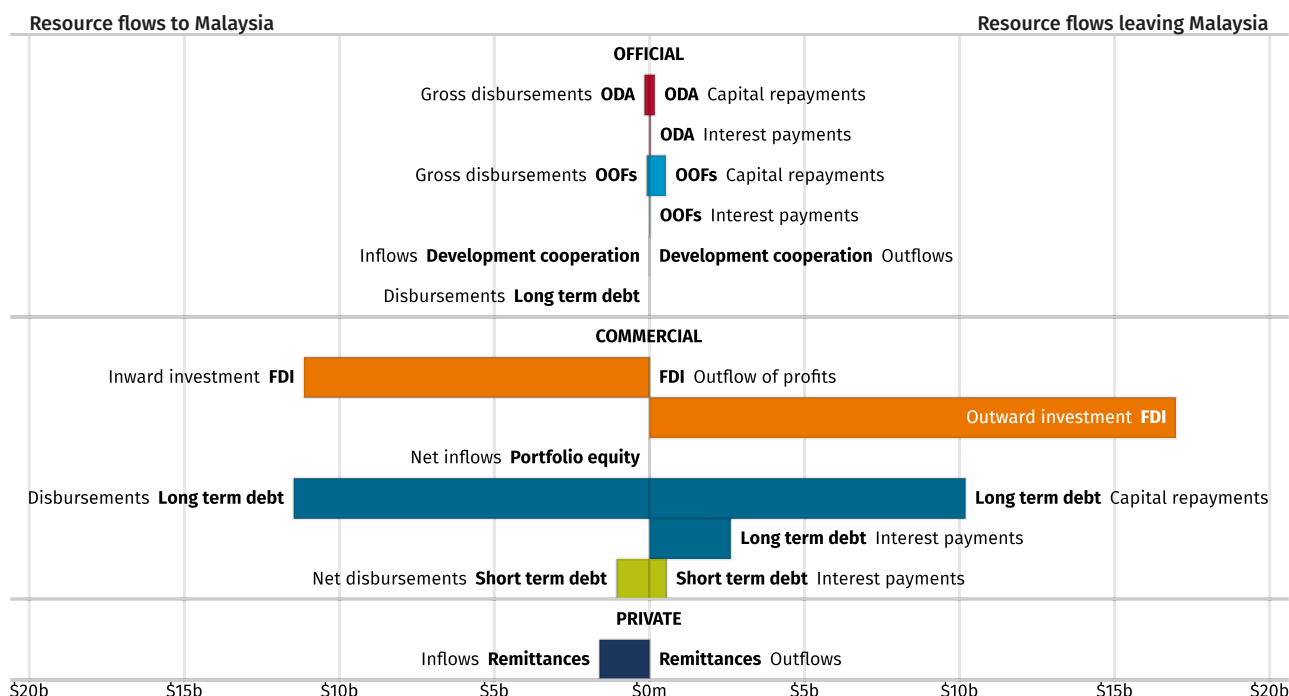 Resource flows to Malaysia Resource flows leaving Malaysia
OFFICIAL
Gross disbursements ODA ODA Capital repayments
ODA Interest payments
Gross disbursements OOFs OOFs Capital repayments
OOFs Interest payments
Inflows Development cooperation Development cooperation Outflows
Disbursements Long term debt
COMMERCIAL
Inward investment FDI FDI Outflow of profits
Outward investment FDI
Net inflows Portfolio equity
Disbursements Long term debt Long term debt Capital repayments
Long term debt Interest payments
Net disbursements Short term debt Short term debt Interest payments
PRIVATE
Inflows Remittances Remittances Outflows
$20b $15b $10b $5b $0m $5b $10b $15b $20b